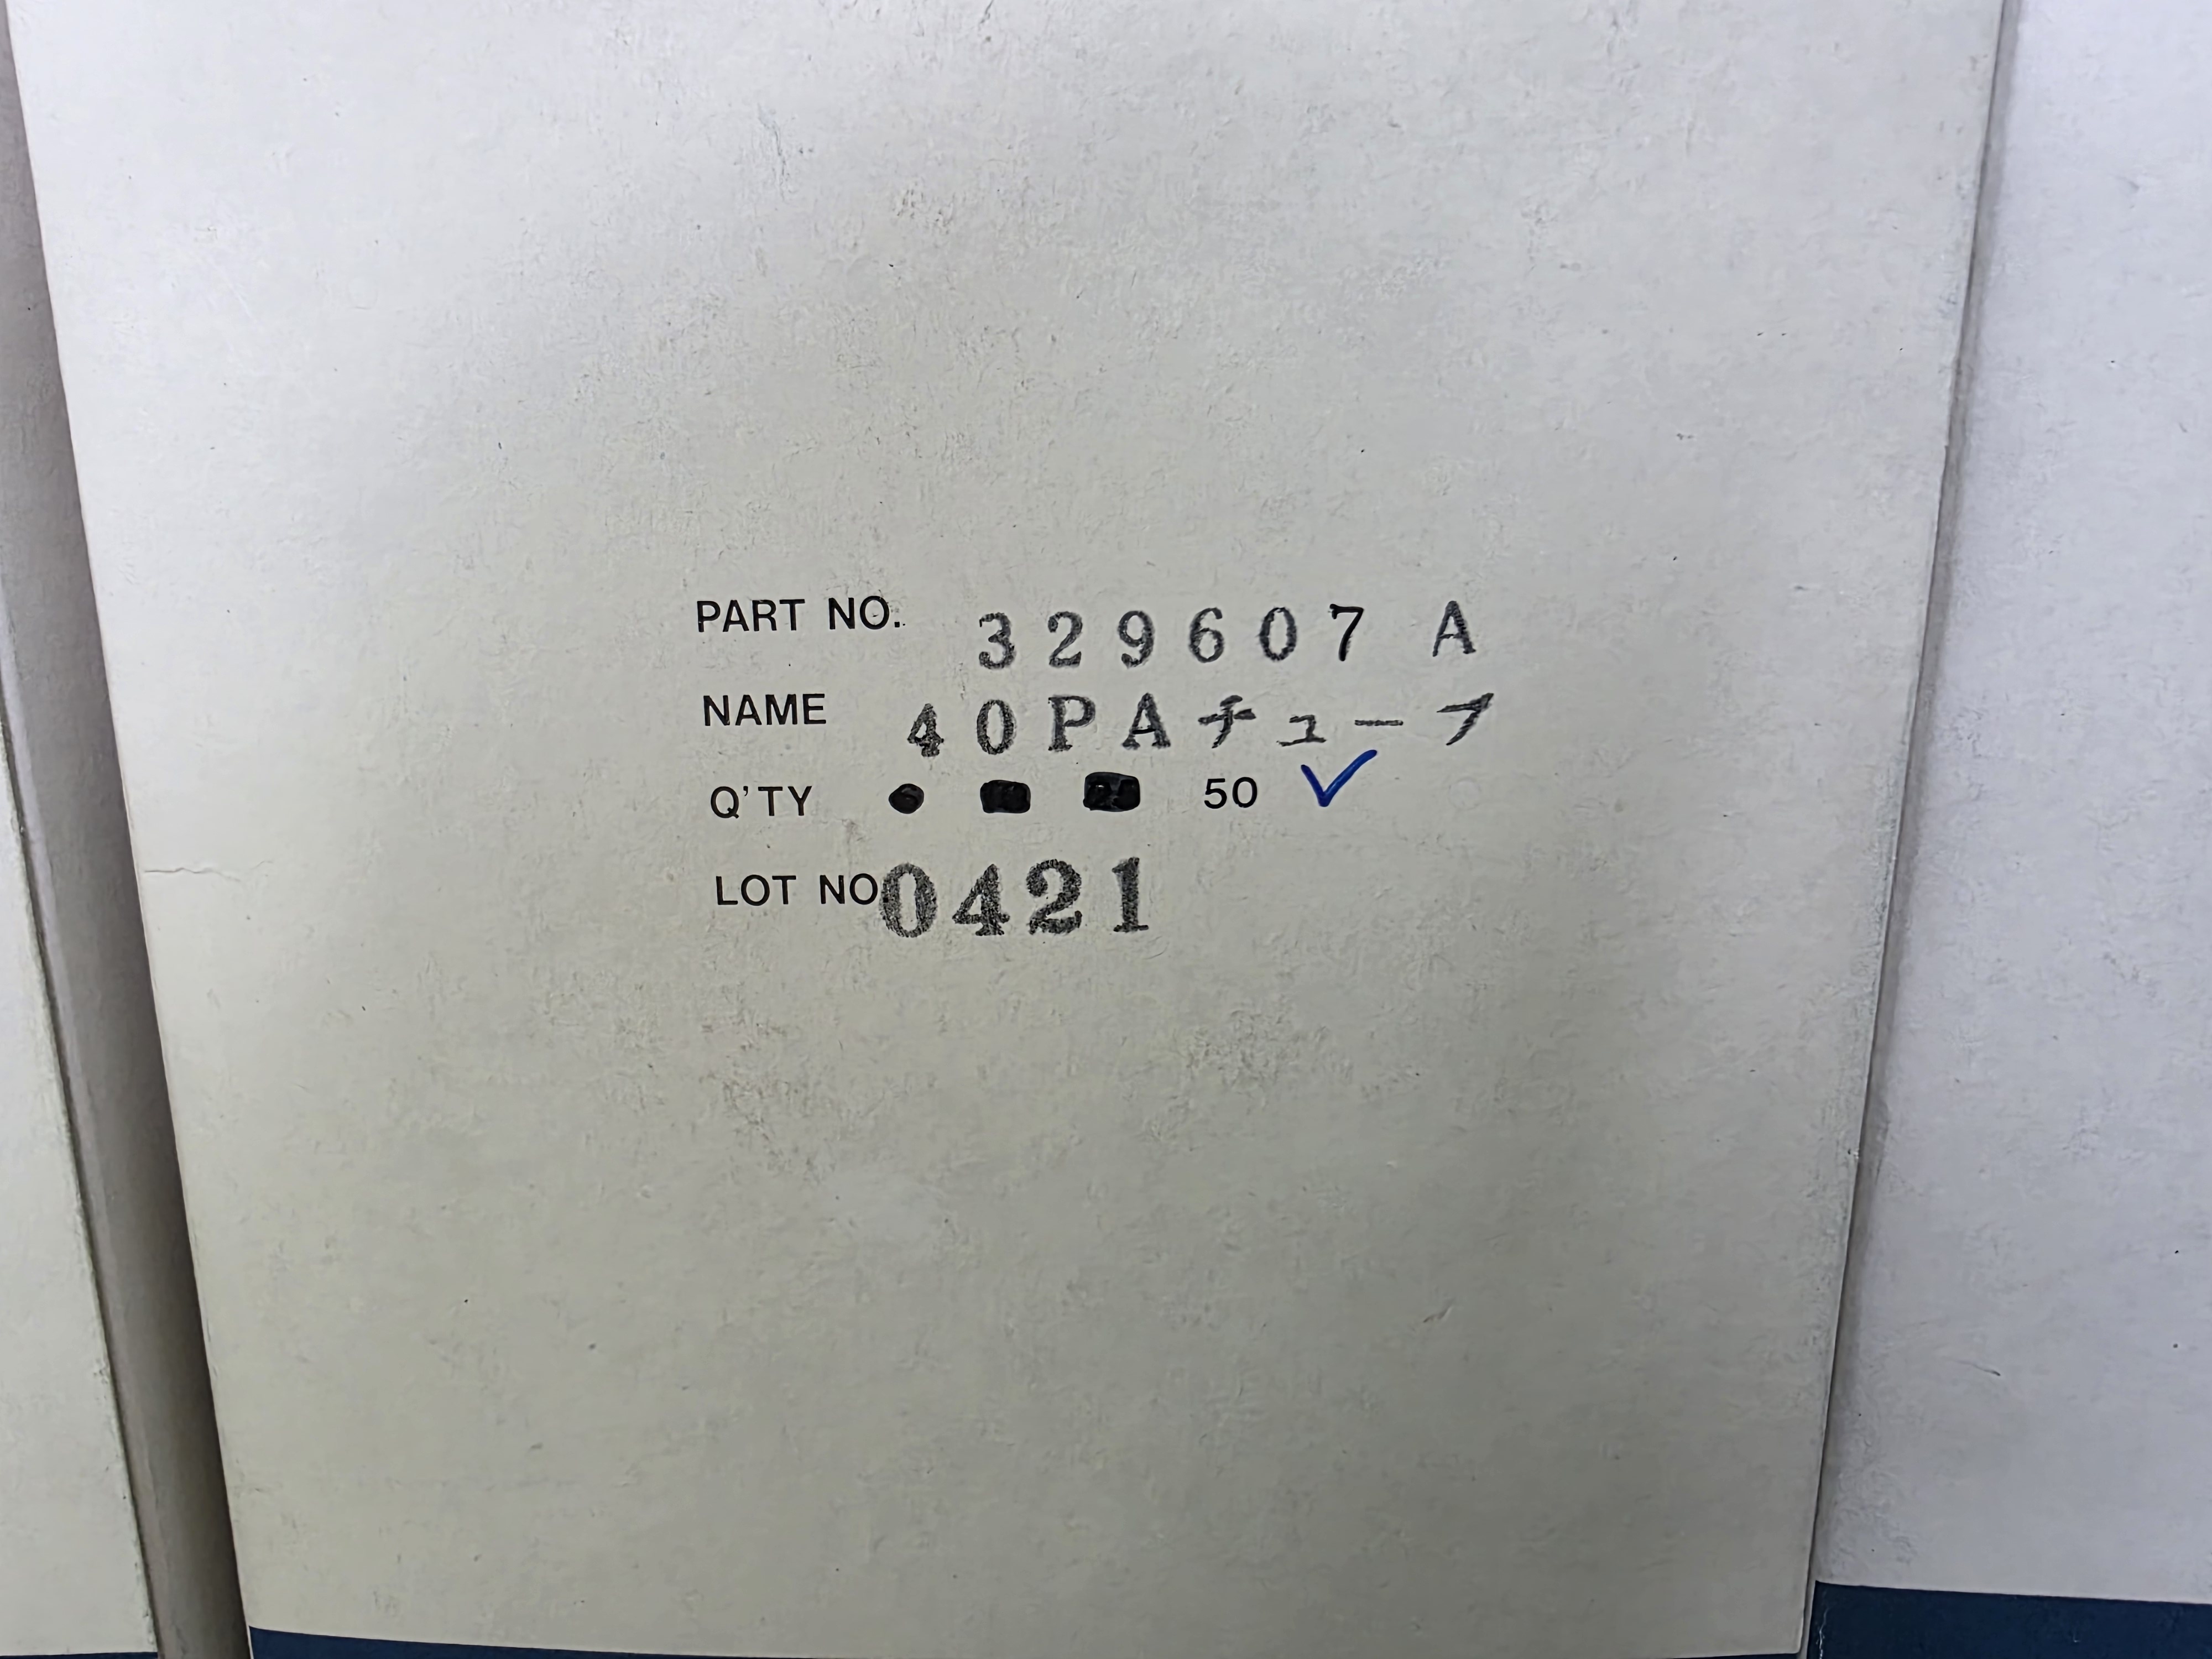 PART NO. 329607 A
NAME 40PAチューブ
Q'TY 50 ✓
LOT NO 0421